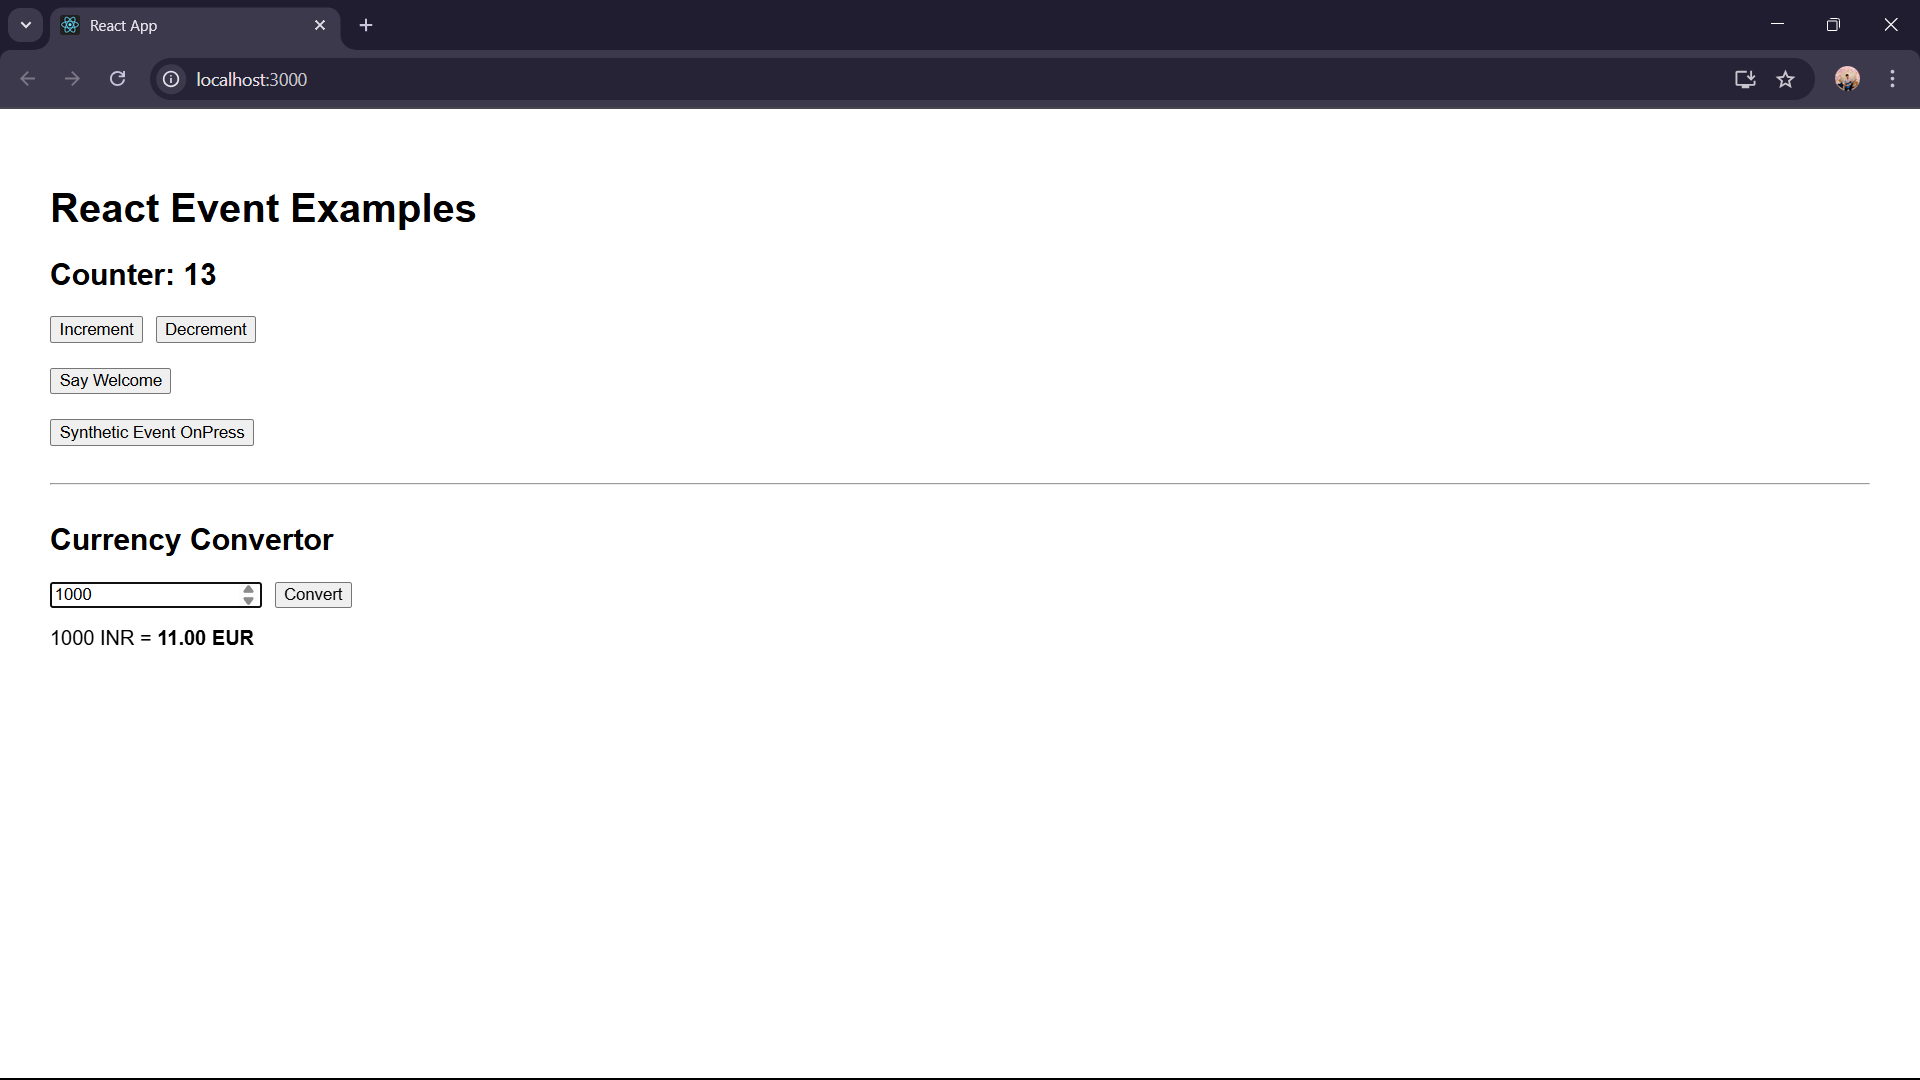 React App
localhost:3000
React Event Examples
Counter: 13
Increment Decrement
Say Welcome
Synthetic Event OnPress
Currency Convertor
1000 Convert
1000 INR = 11.00 EUR